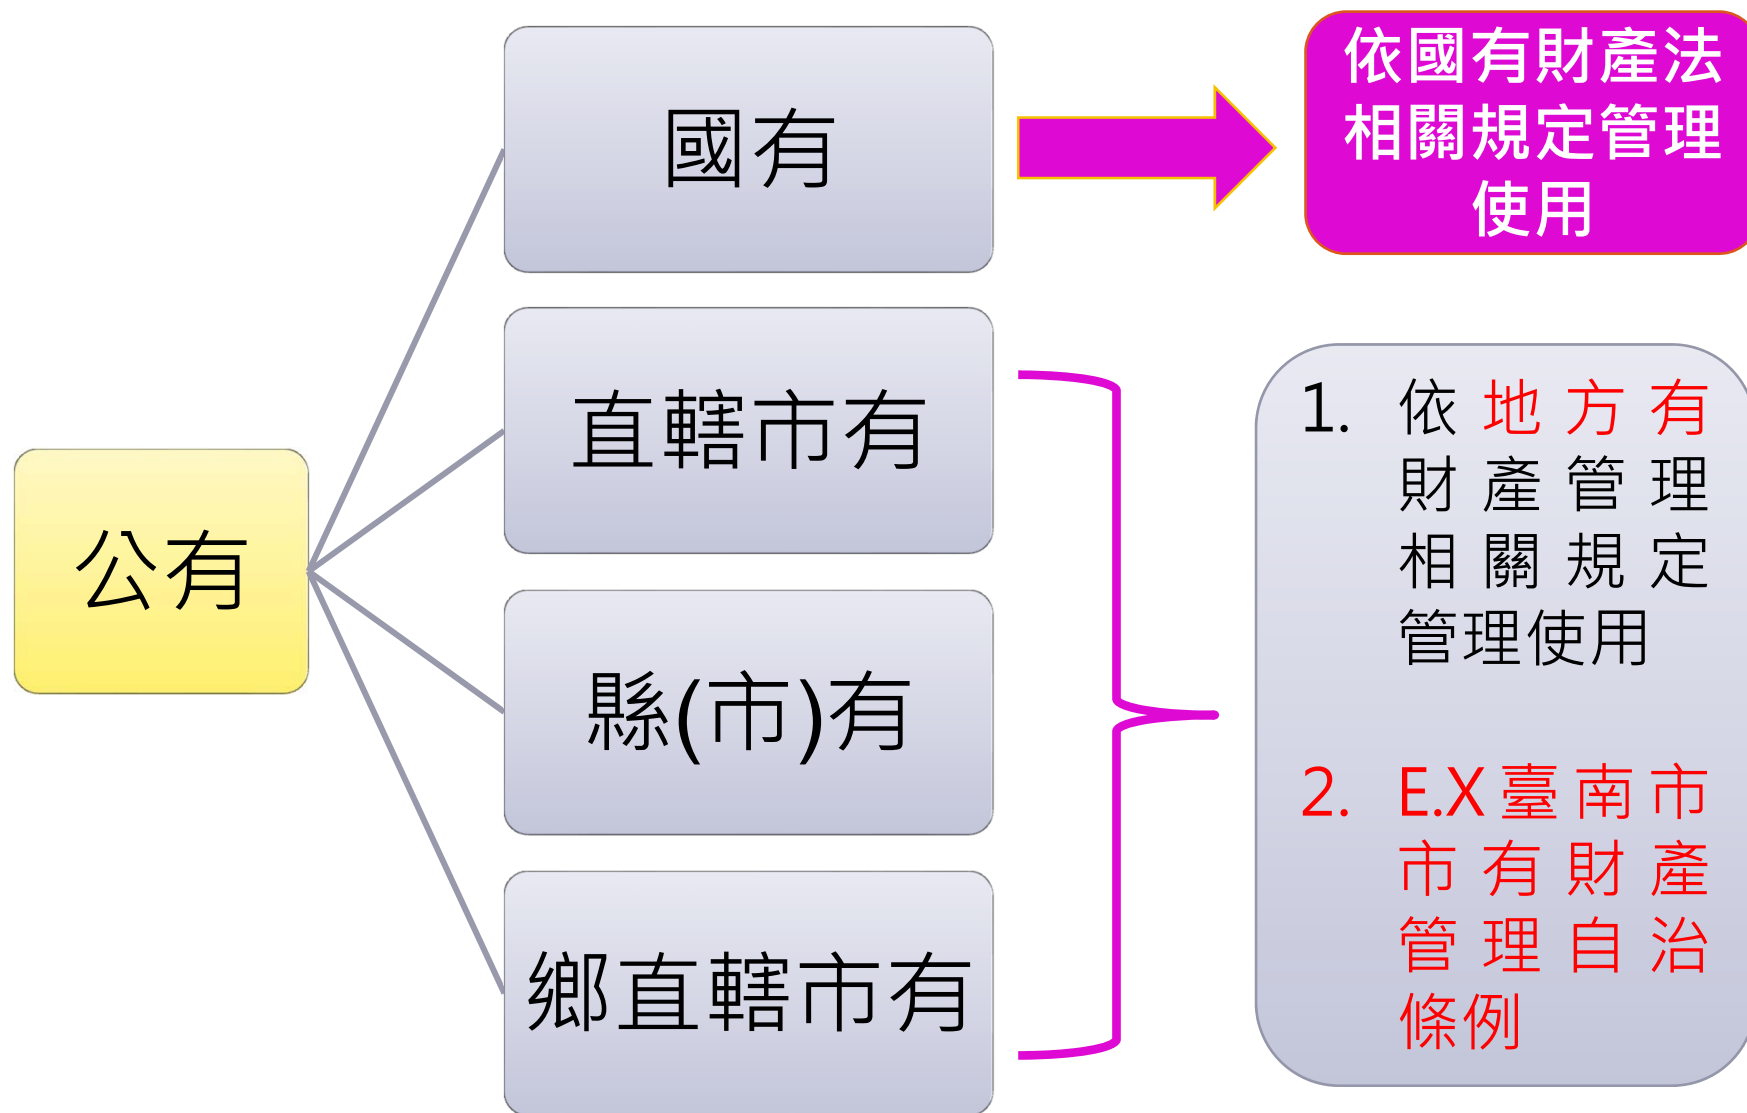 公有
國有
直轄市有
縣(市)有
鄉直轄市有
依國有財產法
相關規定管理
使用
1. 依地方有
財產管理
相關規定
管理使用
2. E.X臺南市
市有財產
管理自治
條例